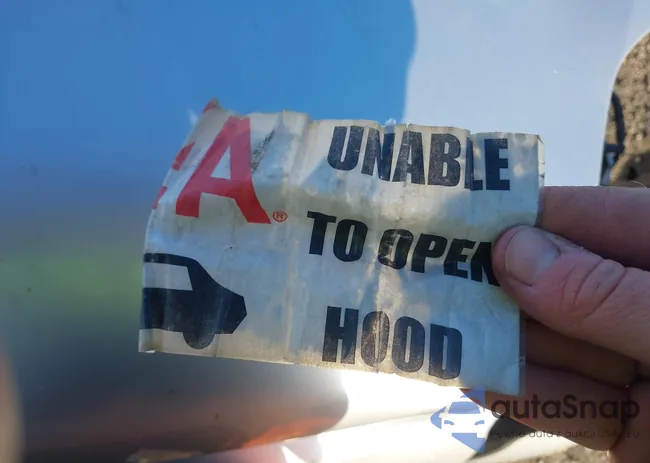 A®
UNABLE
TO OPEN
HOOD
autaSnap